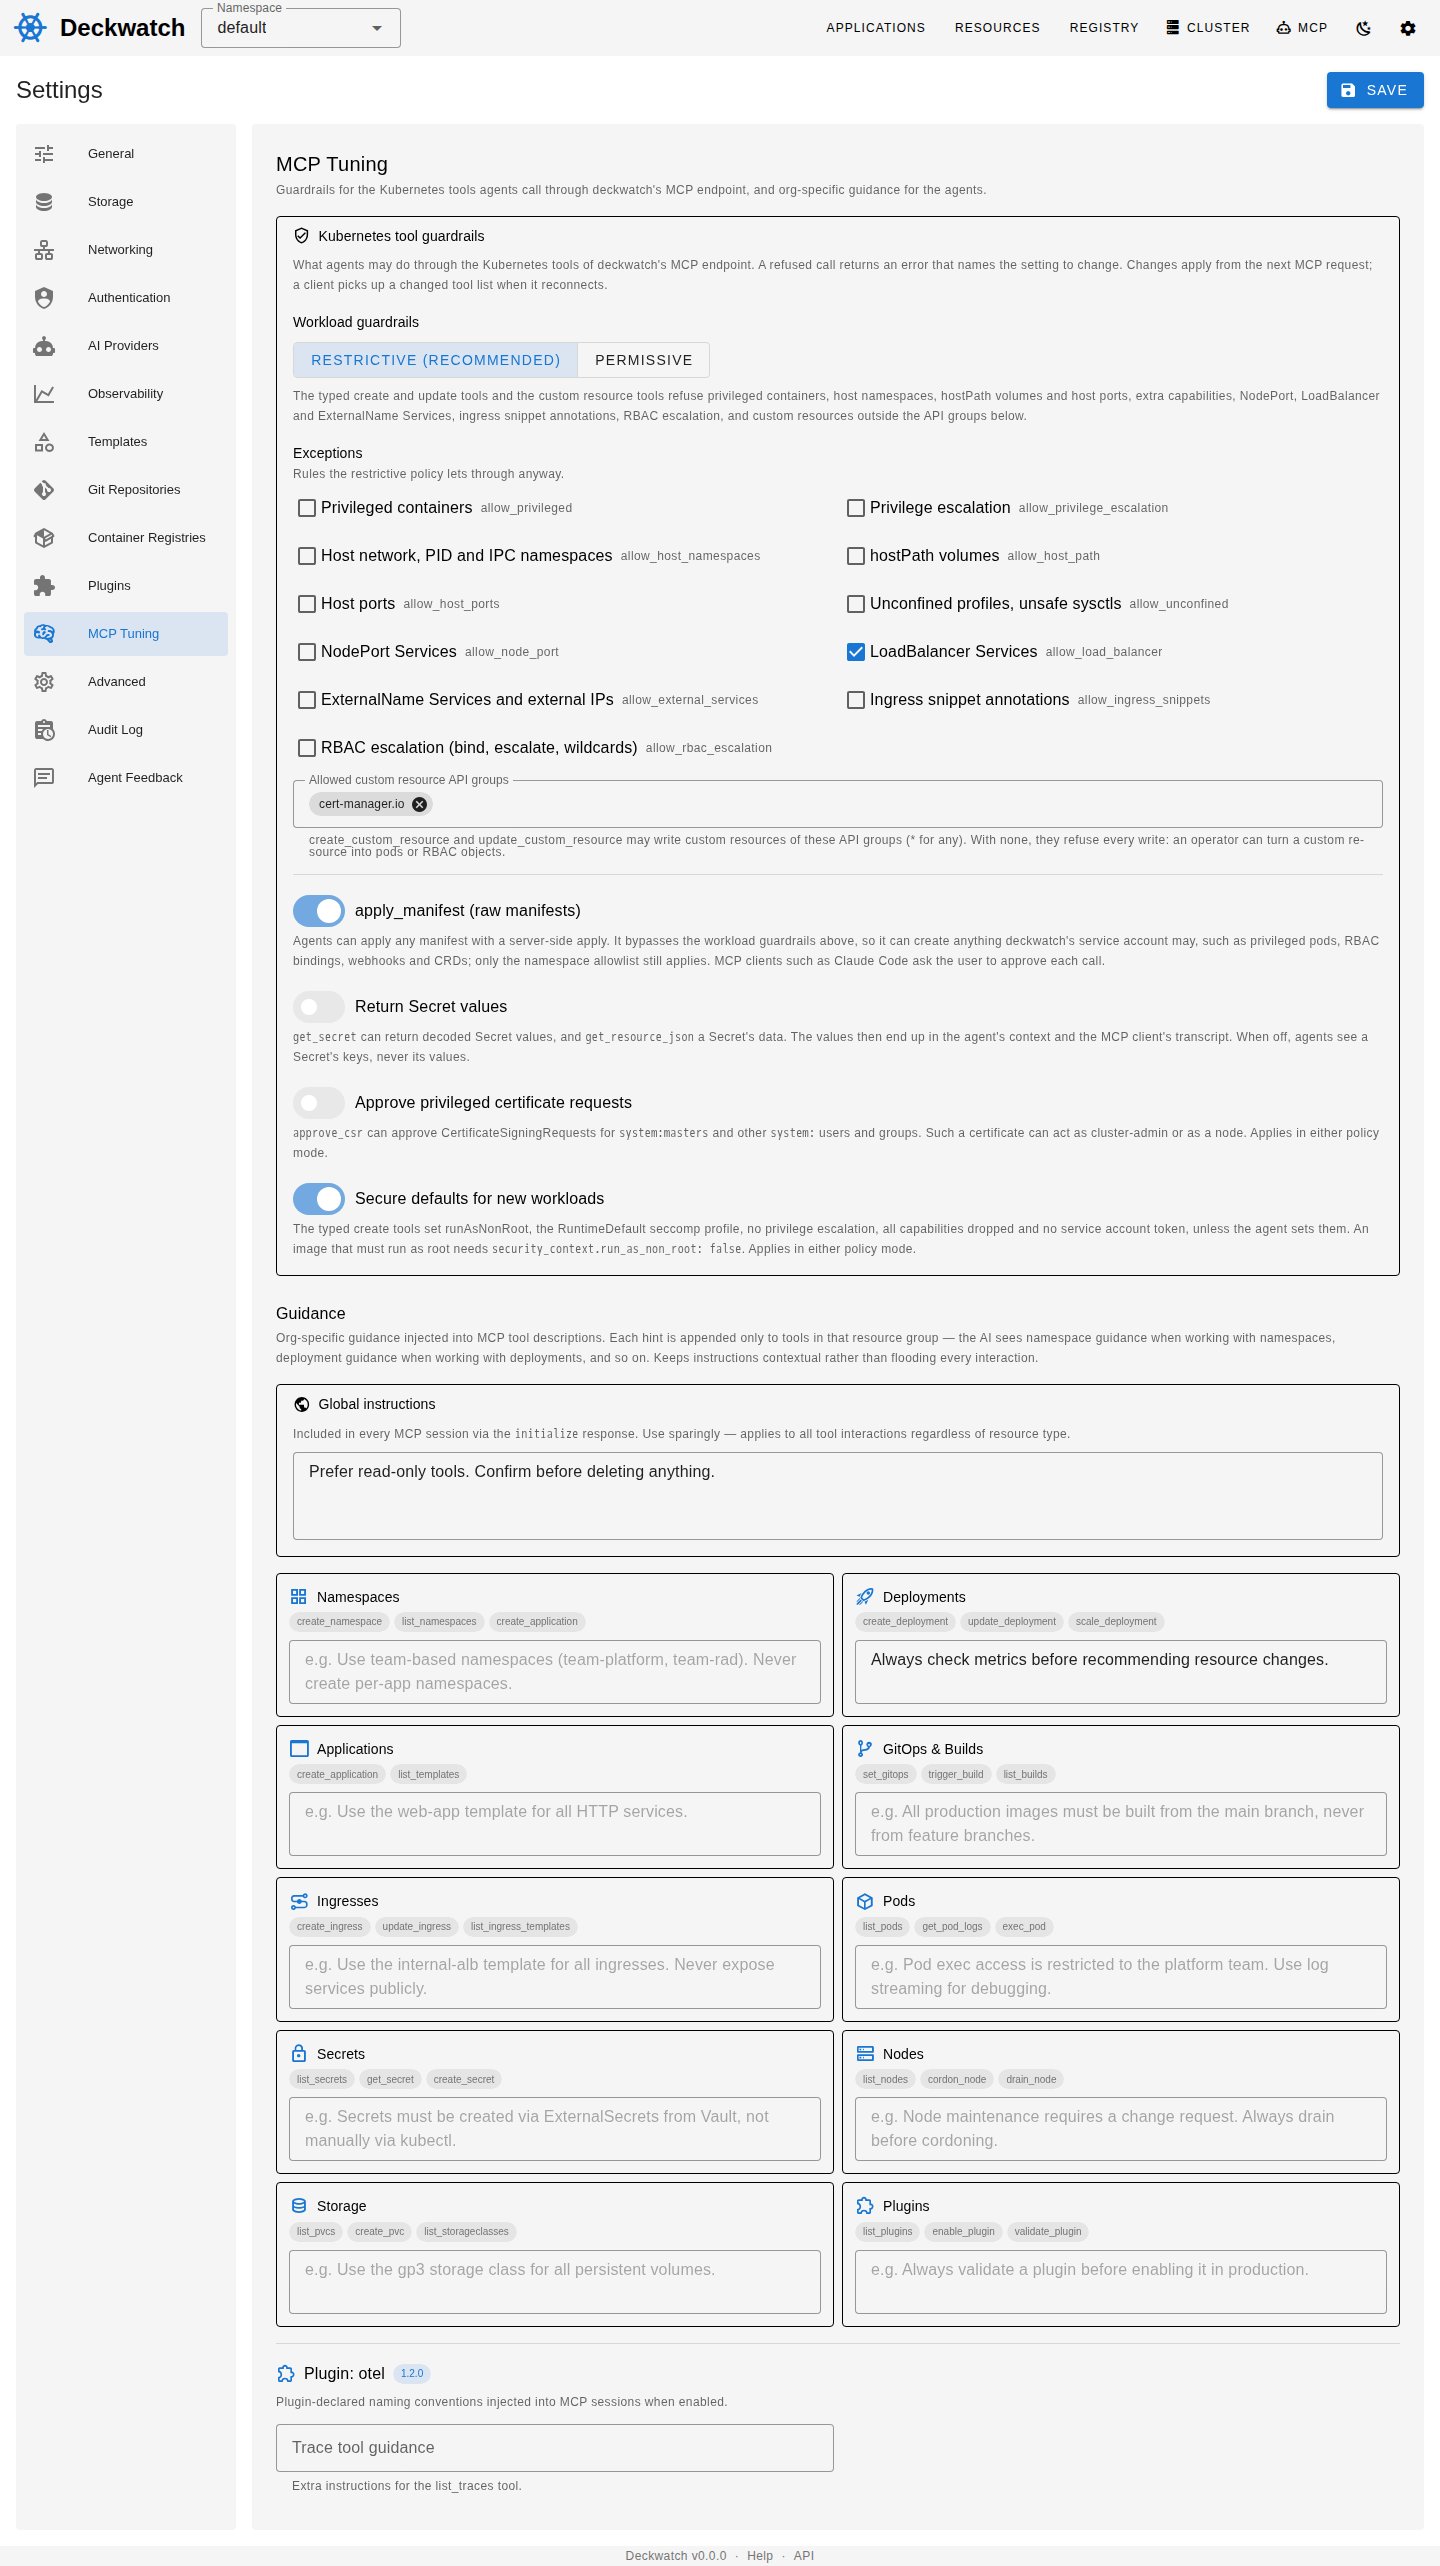 Deckwatch
Namespace
default
APPLICATIONS
RESOURCES
REGISTRY
CLUSTER
MCP
Settings
SAVE
General
Storage
Networking
Authentication
AI Providers
Observability
Templates
Git Repositories
Container Registries
Plugins
MCP Tuning
Advanced
Audit Log
Agent Feedback
MCP Tuning
Guardrails for the Kubernetes tools agents call through deckwatch's MCP endpoint, and org-specific guidance for the agents.
Kubernetes tool guardrails
What agents may do through the Kubernetes tools of deckwatch's MCP endpoint. A refused call returns an error that names the setting to change. Changes apply from the next MCP request;
a client picks up a changed tool list when it reconnects.
Workload guardrails
RESTRICTIVE (RECOMMENDED)
PERMISSIVE
The typed create and update tools and the custom resource tools refuse privileged containers, host namespaces, hostPath volumes and host ports, extra capabilities, NodePort, LoadBalancer
and ExternalName Services, ingress snippet annotations, RBAC escalation, and custom resources outside the API groups below.
Exceptions
Rules the restrictive policy lets through anyway.
Privileged containers allow_privileged
Privilege escalation allow_privilege_escalation
Host network, PID and IPC namespaces allow_host_namespaces
hostPath volumes allow_host_path
Host ports allow_host_ports
Unconfined profiles, unsafe sysctls allow_unconfined
NodePort Services allow_node_port
LoadBalancer Services allow_load_balancer
ExternalName Services and external IPs allow_external_services
Ingress snippet annotations allow_ingress_snippets
RBAC escalation (bind, escalate, wildcards) allow_rbac_escalation
Allowed custom resource API groups
cert-manager.io
create_custom_resource and update_custom_resource may write custom resources of these API groups (* for any). With none, they refuse every write: an operator can turn a custom re-
source into pods or RBAC objects.
apply_manifest (raw manifests)
Agents can apply any manifest with a server-side apply. It bypasses the workload guardrails above, so it can create anything deckwatch's service account may, such as privileged pods, RBAC
bindings, webhooks and CRDs; only the namespace allowlist still applies. MCP clients such as Claude Code ask the user to approve each call.
Return Secret values
get_secret can return decoded Secret values, and get_resource_json a Secret's data. The values then end up in the agent's context and the MCP client's transcript. When off, agents see a
Secret's keys, never its values.
Approve privileged certificate requests
approve_csr can approve CertificateSigningRequests for system:masters and other system: users and groups. Such a certificate can act as cluster-admin or as a node. Applies in either policy
mode.
Secure defaults for new workloads
The typed create tools set runAsNonRoot, the RuntimeDefault seccomp profile, no privilege escalation, all capabilities dropped and no service account token, unless the agent sets them. An
image that must run as root needs security_context.run_as_non_root: false. Applies in either policy mode.
Guidance
Org-specific guidance injected into MCP tool descriptions. Each hint is appended only to tools in that resource group — the AI sees namespace guidance when working with namespaces,
deployment guidance when working with deployments, and so on. Keeps instructions contextual rather than flooding every interaction.
Global instructions
Included in every MCP session via the initialize response. Use sparingly — applies to all tool interactions regardless of resource type.
Prefer read-only tools. Confirm before deleting anything.
Namespaces
create_namespace list_namespaces create_application
e.g. Use team-based namespaces (team-platform, team-rad). Never
create per-app namespaces.
Deployments
create_deployment update_deployment scale_deployment
Always check metrics before recommending resource changes.
Applications
create_application list_templates
e.g. Use the web-app template for all HTTP services.
GitOps & Builds
set_gitops trigger_build list_builds
e.g. All production images must be built from the main branch, never
from feature branches.
Ingresses
create_ingress update_ingress list_ingress_templates
e.g. Use the internal-alb template for all ingresses. Never expose
services publicly.
Pods
list_pods get_pod_logs exec_pod
e.g. Pod exec access is restricted to the platform team. Use log
streaming for debugging.
Secrets
list_secrets get_secret create_secret
e.g. Secrets must be created via ExternalSecrets from Vault, not
manually via kubectl.
Nodes
list_nodes cordon_node drain_node
e.g. Node maintenance requires a change request. Always drain
before cordoning.
Storage
list_pvcs create_pvc list_storageclasses
e.g. Use the gp3 storage class for all persistent volumes.
Plugins
list_plugins enable_plugin validate_plugin
e.g. Always validate a plugin before enabling it in production.
Plugin: otel 1.2.0
Plugin-declared naming conventions injected into MCP sessions when enabled.
Trace tool guidance
Extra instructions for the list_traces tool.
Deckwatch v0.0.0 · Help · API